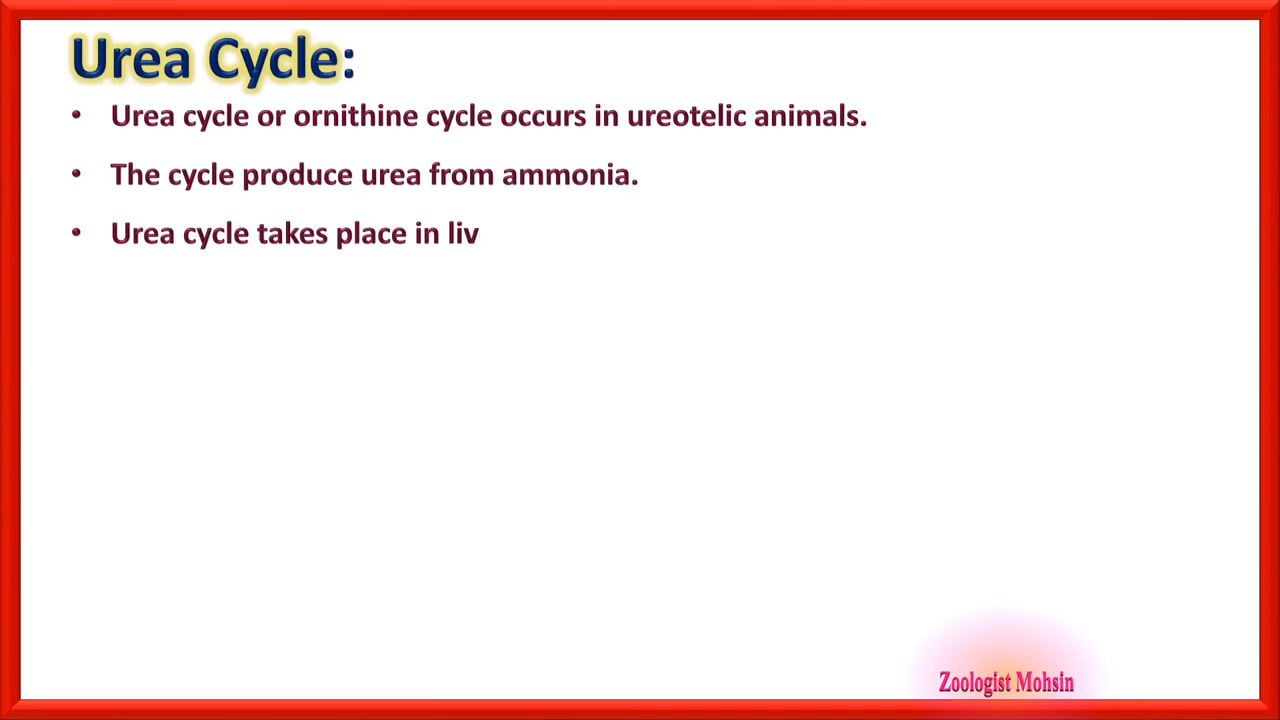 Urea Cycle:
• Urea cycle or ornithine cycle occurs in ureotelic animals.
• The cycle produce urea from ammonia.
• Urea cycle takes place in liv
Zoologist Mohsin